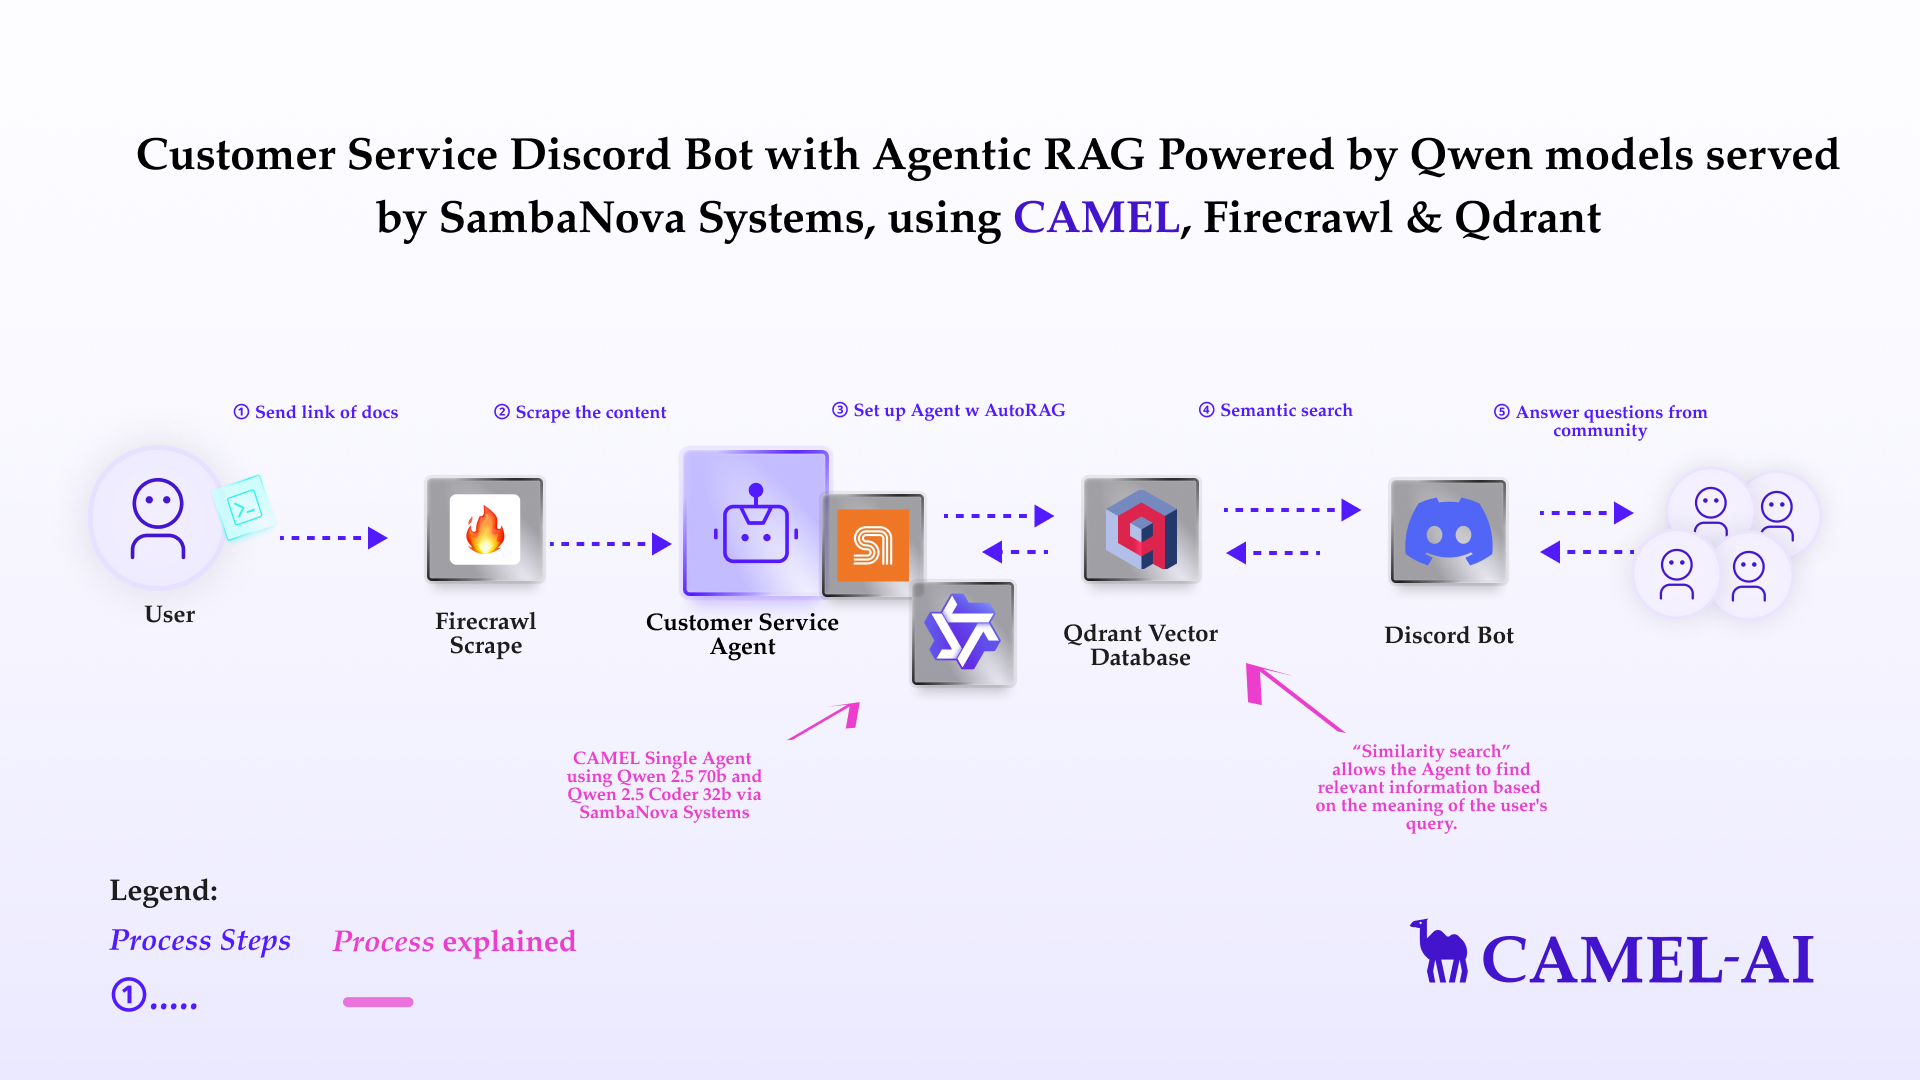 Customer Service Discord Bot with Agentic RAG Powered by Qwen models served
by SambaNova Systems, using CAMEL, Firecrawl & Qdrant
① Send link of docs
② Scrape the content
③ Set up Agent w AutoRAG
④ Semantic search
⑤ Answer questions from
community
User
Firecrawl
Scrape
Customer Service
Agent
Qdrant Vector
Database
Discord Bot
CAMEL Single Agent
using Qwen 2.5 70b and
Qwen 2.5 Coder 32b via
SambaNova Systems
“Similarity search”
allows the Agent to find
relevant information based
on the meaning of the user's
query.
Legend:
Process Steps
Process explained
①.....
CAMEL-AI